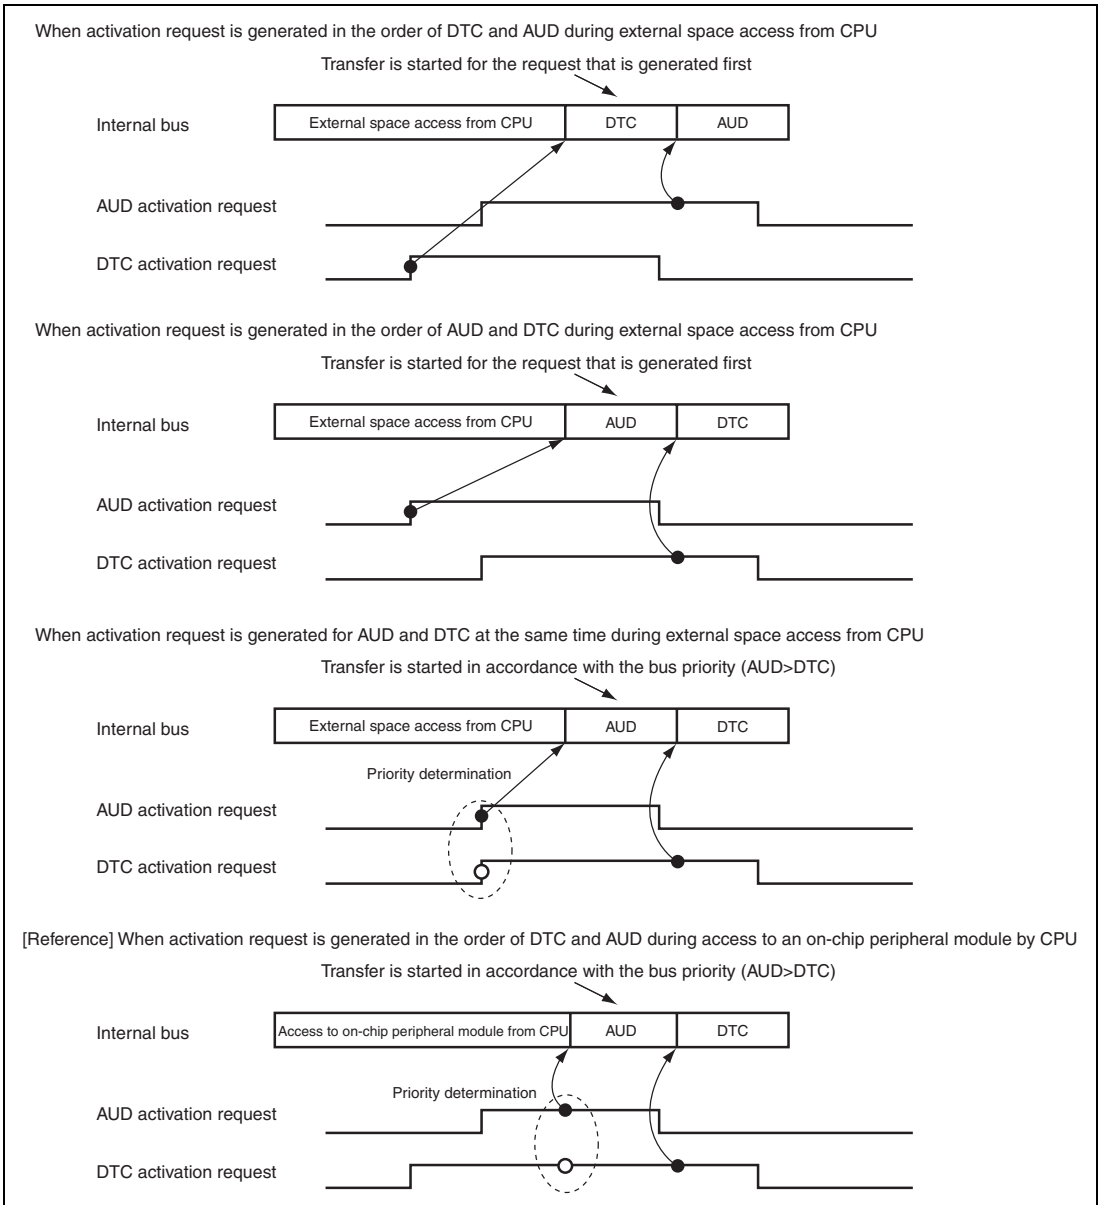 When activation request is generated in the order of DTC and AUD during external space access from CPU
Transfer is started for the request that is generated first
Internal bus
External space access from CPU
DTC
AUD
AUD activation request
DTC activation request
When activation request is generated in the order of AUD and DTC during external space access from CPU
Transfer is started for the request that is generated first
Internal bus
External space access from CPU
AUD
DTC
AUD activation request
DTC activation request
When activation request is generated for AUD and DTC at the same time during external space access from CPU
Transfer is started in accordance with the bus priority (AUD>DTC)
Internal bus
External space access from CPU
AUD
DTC
Priority determination
AUD activation request
DTC activation request
[Reference] When activation request is generated in the order of DTC and AUD during access to an on-chip peripheral module by CPU
Transfer is started in accordance with the bus priority (AUD>DTC)
Internal bus
Access to on-chip peripheral module from CPU
AUD
DTC
Priority determination
AUD activation request
DTC activation request